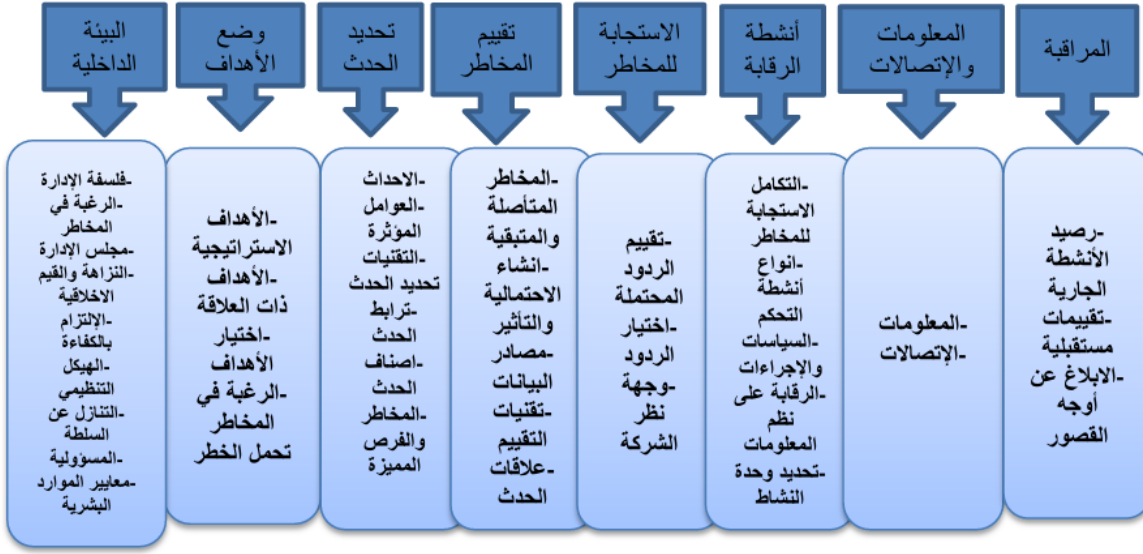 المراقبة
-رصيد
الأنشطة
الجارية
-تقييمات
مستقبلية
-الابلاغ عن
أوجه
القصور
المعلومات
والإتصالات
-المعلومات
-الإتصالات
أنشطة
الرقابة
-التكامل
الاستجابة
للمخاطر
-انواع
أنشطة
التحكم
-السياسات
والإجراءات
-الرقابة على
نظم
المعلومات
-تحديد وحدة
النشاط
الاستجابة
للمخاطر
-تقييم
الردود
المحتملة
-اختيار
الردود
-وجهة
نظر
الشركة
تقييم
المخاطر
-المخاطر
المتأصلة
والمتبقية
-انشاء
الاحتمالية
والتأثير
-مصادر
البيانات
-تقنيات
التقييم
-علاقات
الحدث
تحديد
الحدث
-الاحداث
-العوامل
المؤثرة
-التقنيات
تحديد الحدث
-ترابط
الحدث
-اصناف
الحدث
-المخاطر
والفرص
المميزة
وضع
الأهداف
-الأهداف
الاستراتيجية
-الأهداف
ذات العلاقة
-اختيار
الأهداف
-الرغبة في
المخاطر
تحمل الخطر
البيئة
الداخلية
-فلسفة الإدارة
-الرغبة في
المخاطر
-مجلس الإدارة
-النزاهة والقيم
الاخلاقية
-الإلتزام
بالكفاءة
-الهيكل
التنظيمي
-التنازل عن
السلطة
-المسؤولية
-معايير الموارد
البشرية